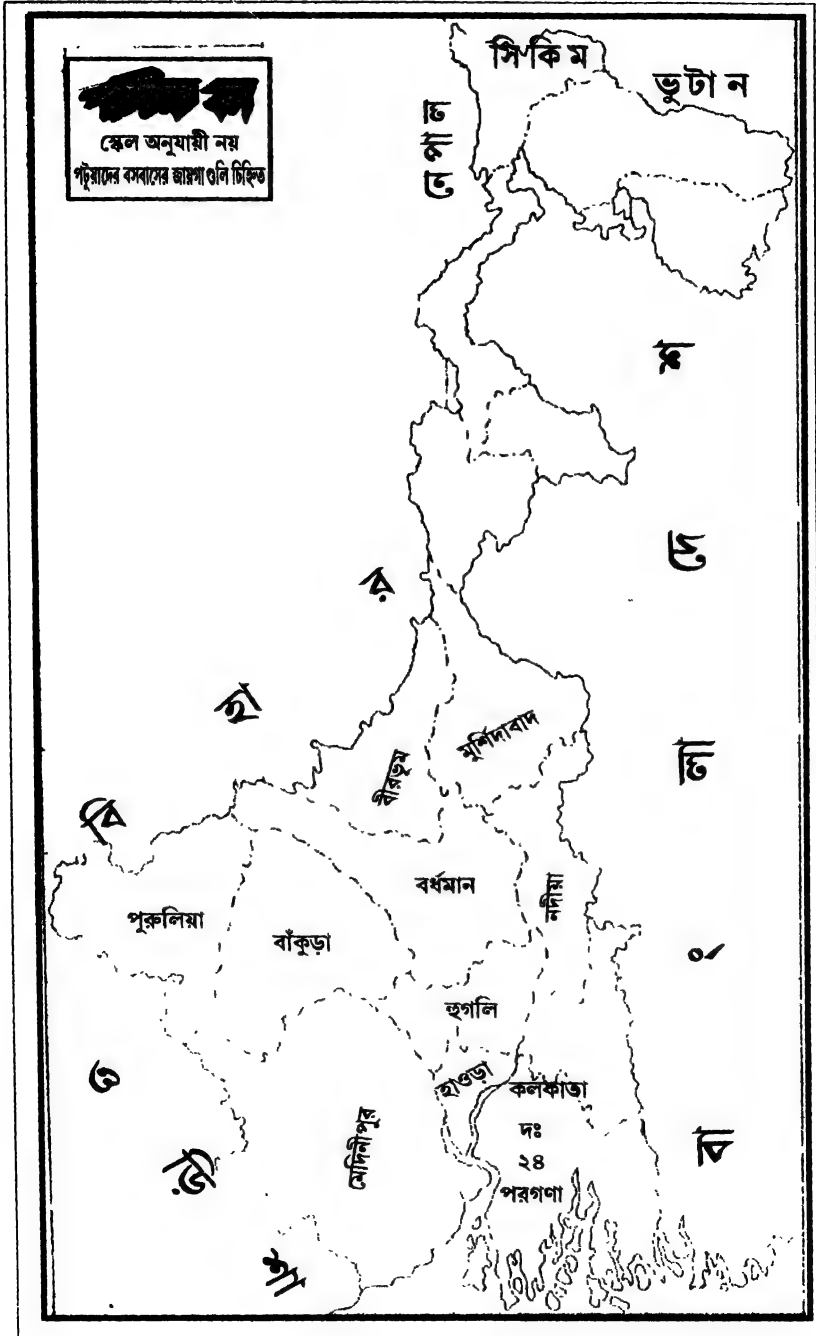 স্কেল অনুযায়ী নয়
পটুয়াদের বসবাসের জায়গা গুলি চিহ্নিত
সিকিম
ভুটান
নেপাল
বিহার
বাংলাদেশ
মুর্শিদাবাদ
বীরভূম
বর্ধমান
নদীয়া
পুরুলিয়া
বাঁকুড়া
হুগলি
হাওড়া
কলকাতা
দঃ
২৪
পরগণা
মেদিনীপুর